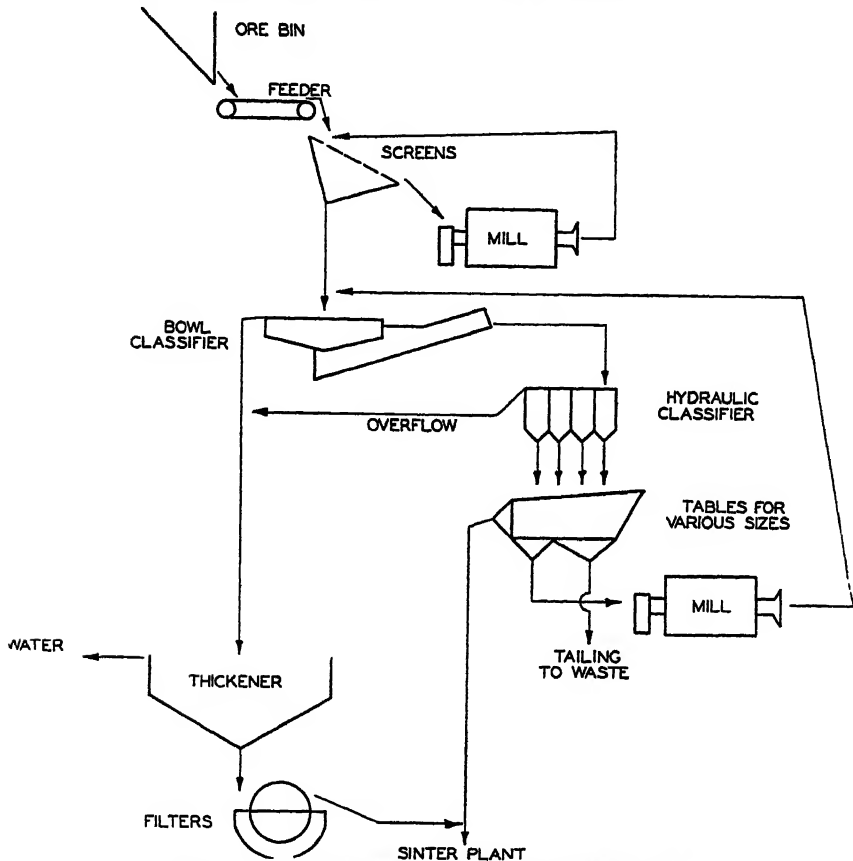 ORE BIN
FEEDER
SCREENS
MILL
BOWL
CLASSIFIER
HYDRAULIC
CLASSIFIER
OVERFLOW
TABLES FOR
VARIOUS SIZES
MILL
WATER
THICKENER
TAILING
TO WASTE
FILTERS
SINTER PLANT